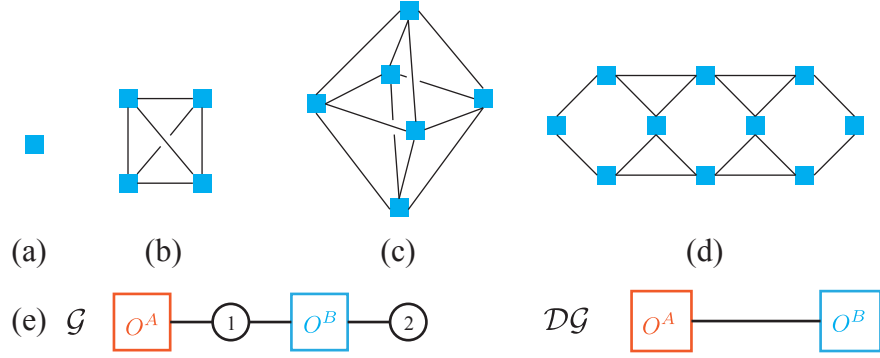 (a) (b) (c) (d)
(e) 𝒢 O^A 1 O^B 2 𝒟𝒢 O^A O^B